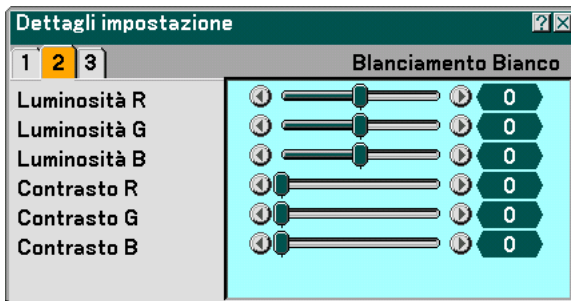 Dettagli impostazione ? X
1 2 3 Blanciamento Bianco
Luminosità R 0
Luminosità G 0
Luminosità B 0
Contrasto R 0
Contrasto G 0
Contrasto B 0